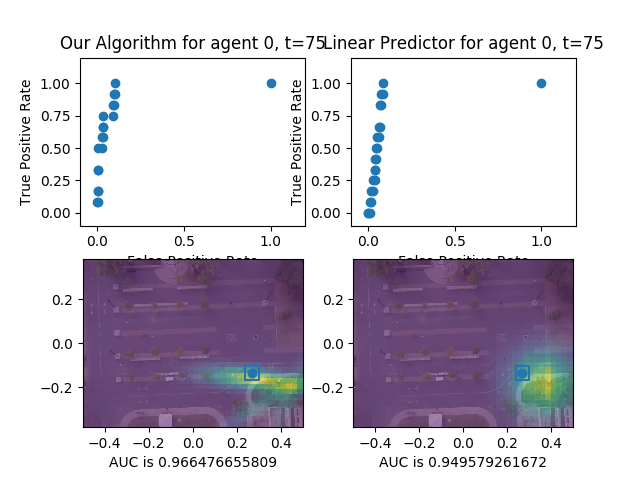 Our Algorithm for agent 0, t=75
Linear Predictor for agent 0, t=75
True Positive Rate
1.00
0.75
0.50
0.25
0.00
0.0 0.5 1.0
False Positive Rate
True Positive Rate
1.00
0.75
0.50
0.25
0.00
0.0 0.5 1.0
False Positive Rate
0.2
0.0
−0.2
−0.4 −0.2 0.0 0.2 0.4
AUC is 0.966476655809
0.2
0.0
−0.2
−0.4 −0.2 0.0 0.2 0.4
AUC is 0.949579261672